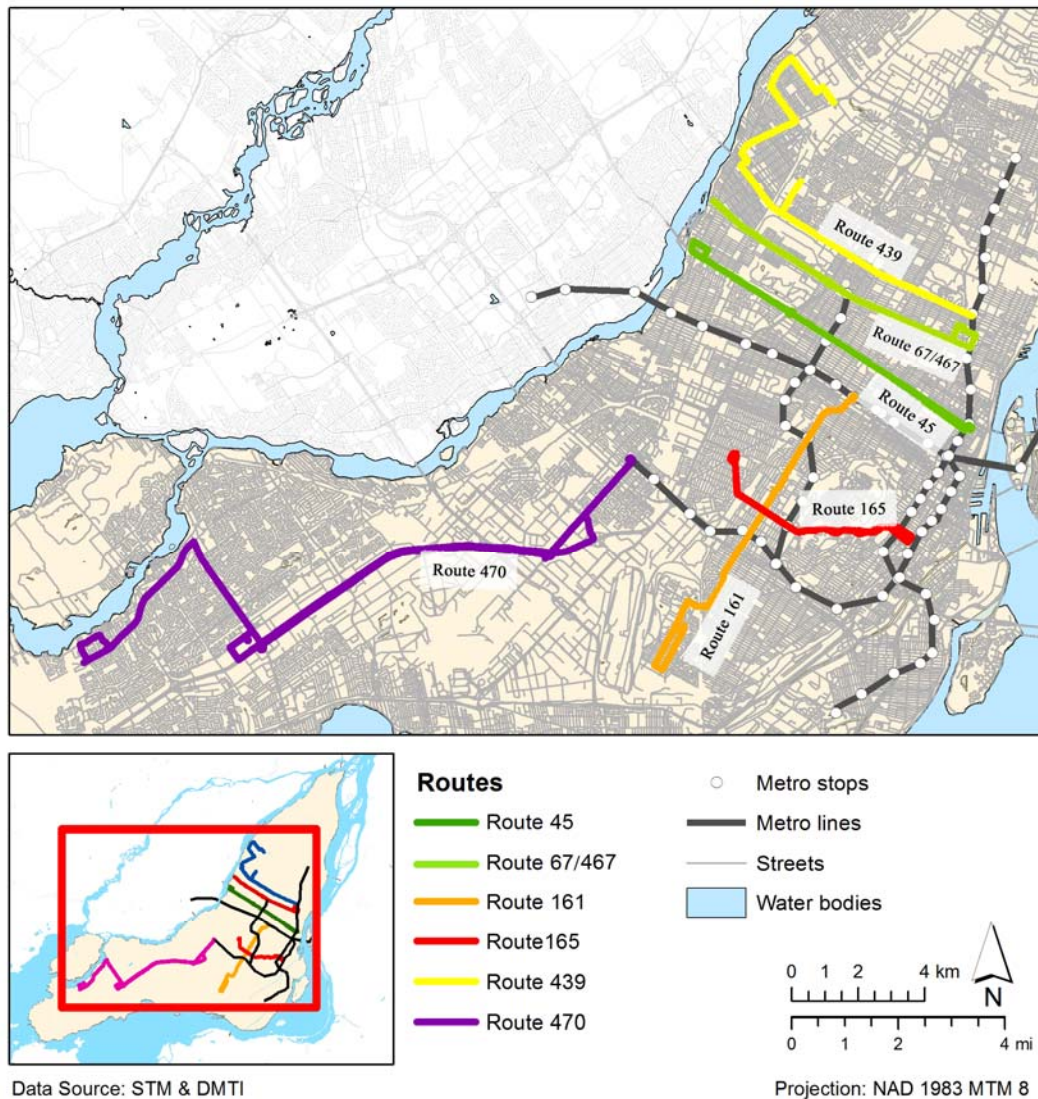 Route 439
Route 67/467
Route 45
Route 165
Route 470
Route 161
Routes
Route 45
Route 67/467
Route 161
Route165
Route 439
Route 470
Metro stops
Metro lines
Streets
Water bodies
0 1 2 4 km
N
0 1 2 4 mi
Data Source: STM & DMTI
Projection: NAD 1983 MTM 8